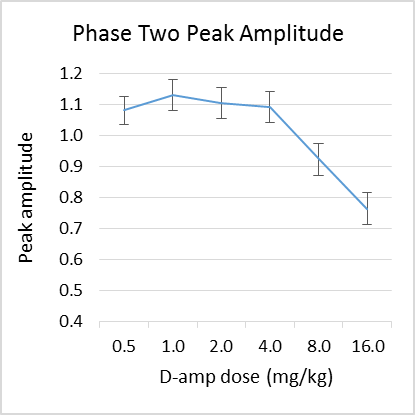 Phase Two Peak Amplitude
1.2
1.1
1.0
0.9
0.8
0.7
0.6
0.5
0.4
Peak amplitude
0.5 1.0 2.0 4.0 8.0 16.0
D-amp dose (mg/kg)